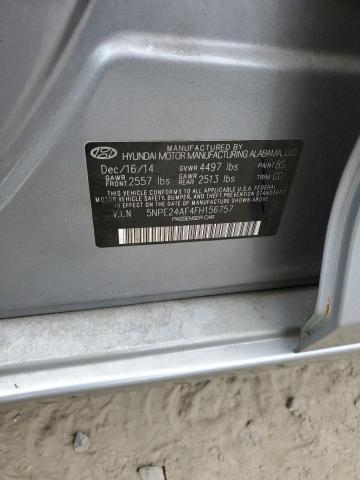 MANUFACTURED BY
HYUNDAI MOTOR MANUFACTURING ALABAMA, LLC
Dec/16/14 GVWR 4497 lbs PAINT 8S
GAWR FRONT 2557 lbs GAWR REAR 2513 lbs TRIM GG
THIS VEHICLE CONFORMS TO ALL APPLICABLE U.S.A. FEDERAL
MOTOR VEHICLE SAFETY, BUMPER, AND THEFT PREVENTION STANDARDS
IN EFFECT ON THE DATE OF MANUFACTURE SHOWN ABOVE.
V.I.N 5NPE24AF4FH156757
PASSENGER CAR